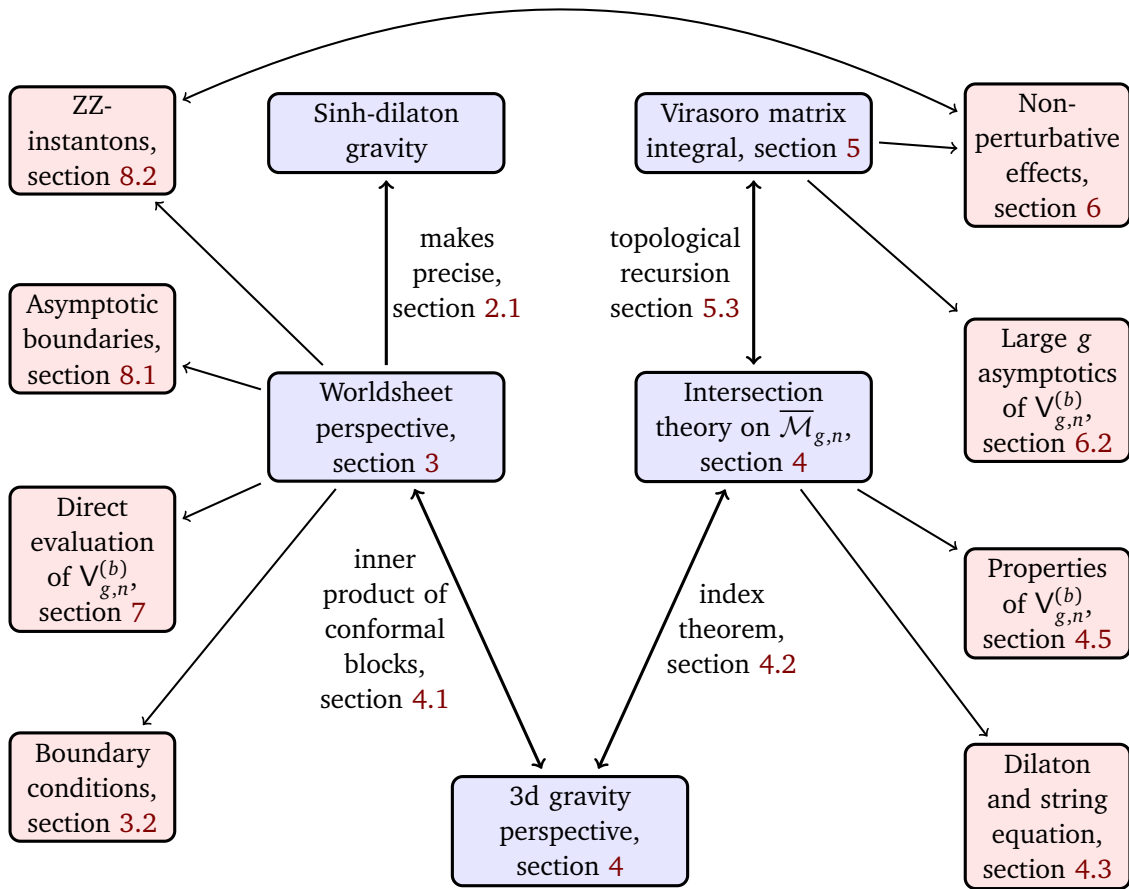 ZZ-
instantons,
section 8.2
Sinh-dilaton
gravity
Virasoro matrix
integral, section 5
Non-
perturbative
effects,
section 6
makes
precise,
section 2.1
topological
recursion
section 5.3
Asymptotic
boundaries,
section 8.1
Large g
asymptotics
of V_{g,n}^{(b)},
section 6.2
Worldsheet
perspective,
section 3
Intersection
theory on \overline{\mathcal{M}}_{g,n},
section 4
Direct
evaluation
of V_{g,n}^{(b)},
section 7
inner
product of
conformal
blocks,
section 4.1
index
theorem,
section 4.2
Properties
of V_{g,n}^{(b)},
section 4.5
Boundary
conditions,
section 3.2
3d gravity
perspective,
section 4
Dilaton
and string
equation,
section 4.3